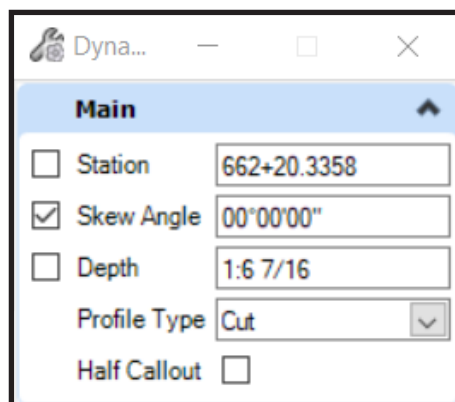 Dyna...
Main
Station 662+20.3358
Skew Angle 00°00'00"
Depth 1:6 7/16
Profile Type Cut
Half Callout